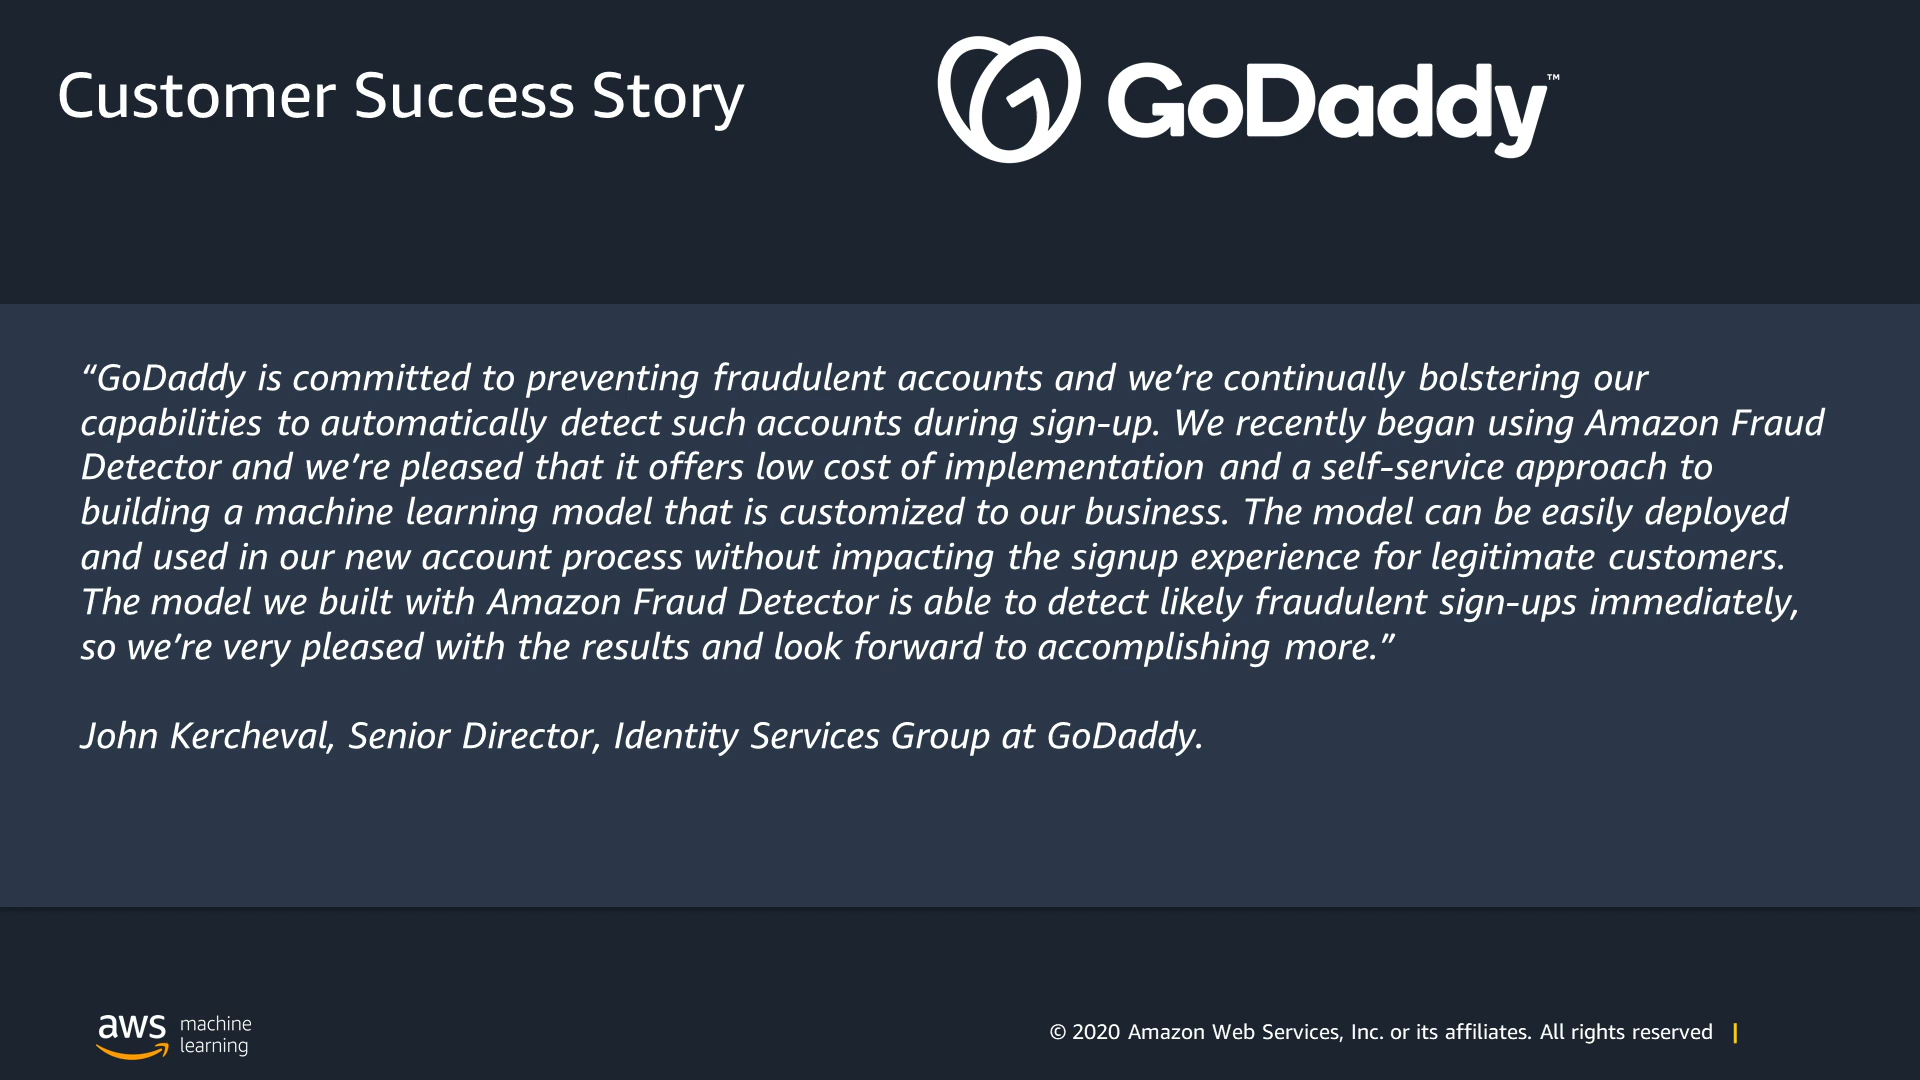 Customer Success Story
GoDaddy™
“GoDaddy is committed to preventing fraudulent accounts and we’re continually bolstering our
capabilities to automatically detect such accounts during sign-up. We recently began using Amazon Fraud
Detector and we’re pleased that it offers low cost of implementation and a self-service approach to
building a machine learning model that is customized to our business. The model can be easily deployed
and used in our new account process without impacting the signup experience for legitimate customers.
The model we built with Amazon Fraud Detector is able to detect likely fraudulent sign-ups immediately,
so we’re very pleased with the results and look forward to accomplishing more.”
John Kercheval, Senior Director, Identity Services Group at GoDaddy.
aws machine
learning
© 2020 Amazon Web Services, Inc. or its affiliates. All rights reserved |